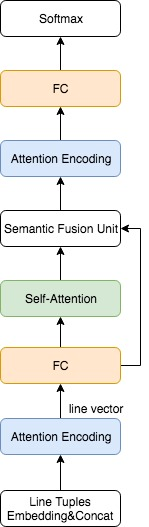 Softmax
FC
Attention Encoding
Semantic Fusion Unit
Self-Attention
FC
line vector
Attention Encoding
Line Tuples
Embedding&Concat